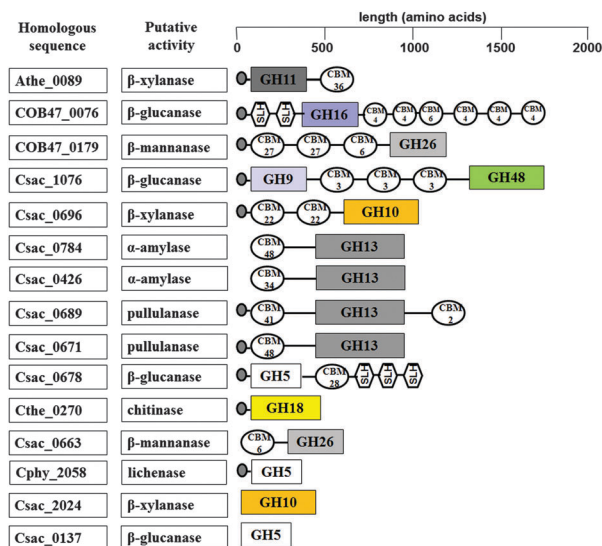 Homologous sequence Putative activity length (amino acids)
0 500 1000 1500 2000
Athe_0089 β-xylanase GH11 CBM 36
COB47_0076 β-glucanase SLH SLH GH16 CBM 4 CBM 4 CBM 6 CBM 4 CBM 4 CBM 4
COB47_0179 β-mannanase CBM 27 CBM 27 CBM 6 GH26
Csac_1076 β-glucanase GH9 CBM 3 CBM 3 CBM 3 GH48
Csac_0696 β-xylanase CBM 22 CBM 22 GH10
Csac_0784 α-amylase CBM 48 GH13
Csac_0426 α-amylase CBM 34 GH13
Csac_0689 pullulanase CBM 41 GH13 CBM 2
Csac_0671 pullulanase CBM 48 GH13
Csac_0678 β-glucanase GH5 CBM 28 SLH SLH SLH
Cthe_0270 chitinase GH18
Csac_0663 β-mannanase CBM 6 GH26
Cphy_2058 lichenase GH5
Csac_2024 β-xylanase GH10
Csac_0137 β-glucanase GH5